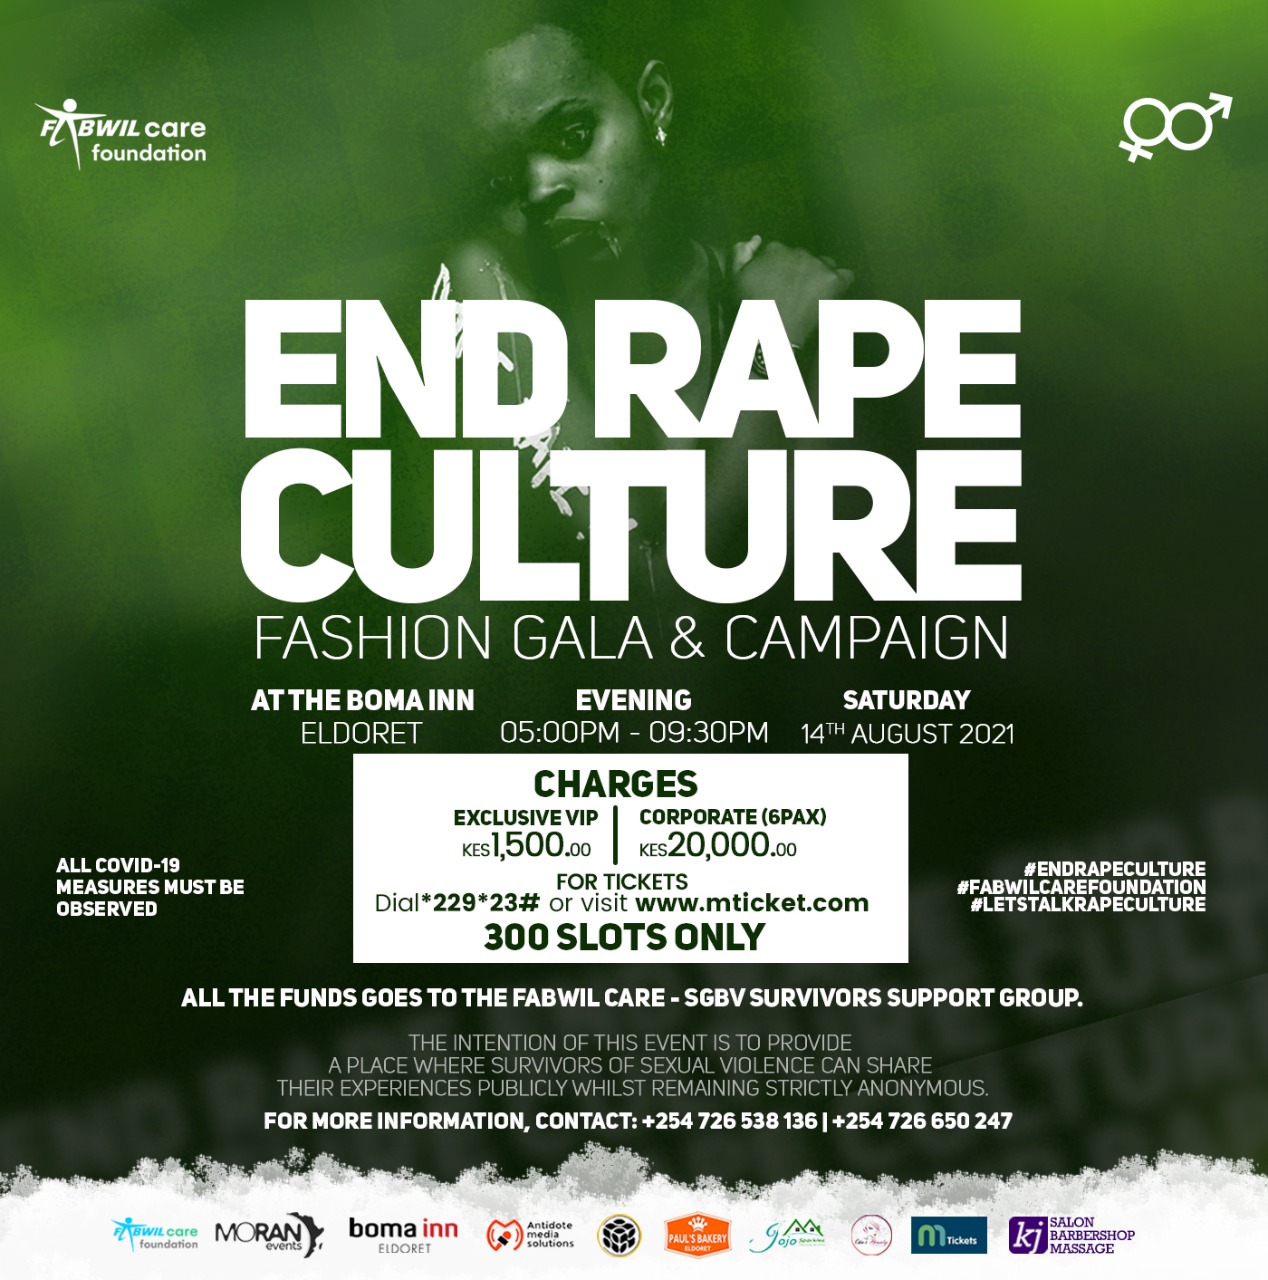 FABWIL care
foundation
END RAPE
CULTURE
FASHION GALA & CAMPAIGN
AT THE BOMA INN
ELDORET
EVENING
05:00PM - 09:30PM
SATURDAY
14TH AUGUST 2021
CHARGES
EXCLUSIVE VIP
KES1,500.00
CORPORATE (6PAX)
KES20,000.00
FOR TICKETS
Dial*229*23# or visit www.mticket.com
300 SLOTS ONLY
ALL COVID-19
MEASURES MUST BE
OBSERVED
#ENDRAPECULTURE
#FABWILCAREFOUNDATION
#LETSTALKRAPECULTURE
ALL THE FUNDS GOES TO THE FABWIL CARE - SGBV SURVIVORS SUPPORT GROUP.
THE INTENTION OF THIS EVENT IS TO PROVIDE
A PLACE WHERE SURVIVORS OF SEXUAL VIOLENCE CAN SHARE
THEIR EXPERIENCES PUBLICLY WHILST REMAINING STRICTLY ANONYMOUS.
FOR MORE INFORMATION, CONTACT: +254 726 538 136 | +254 726 650 247
FABWIL care
foundation
MORAN
events
boma inn
ELDORET
Antidote
media
solutions
PAUL'S BAKERY
ELDORET
Jojo
m Tickets
kj
SALON
BARBERSHOP
MASSAGE